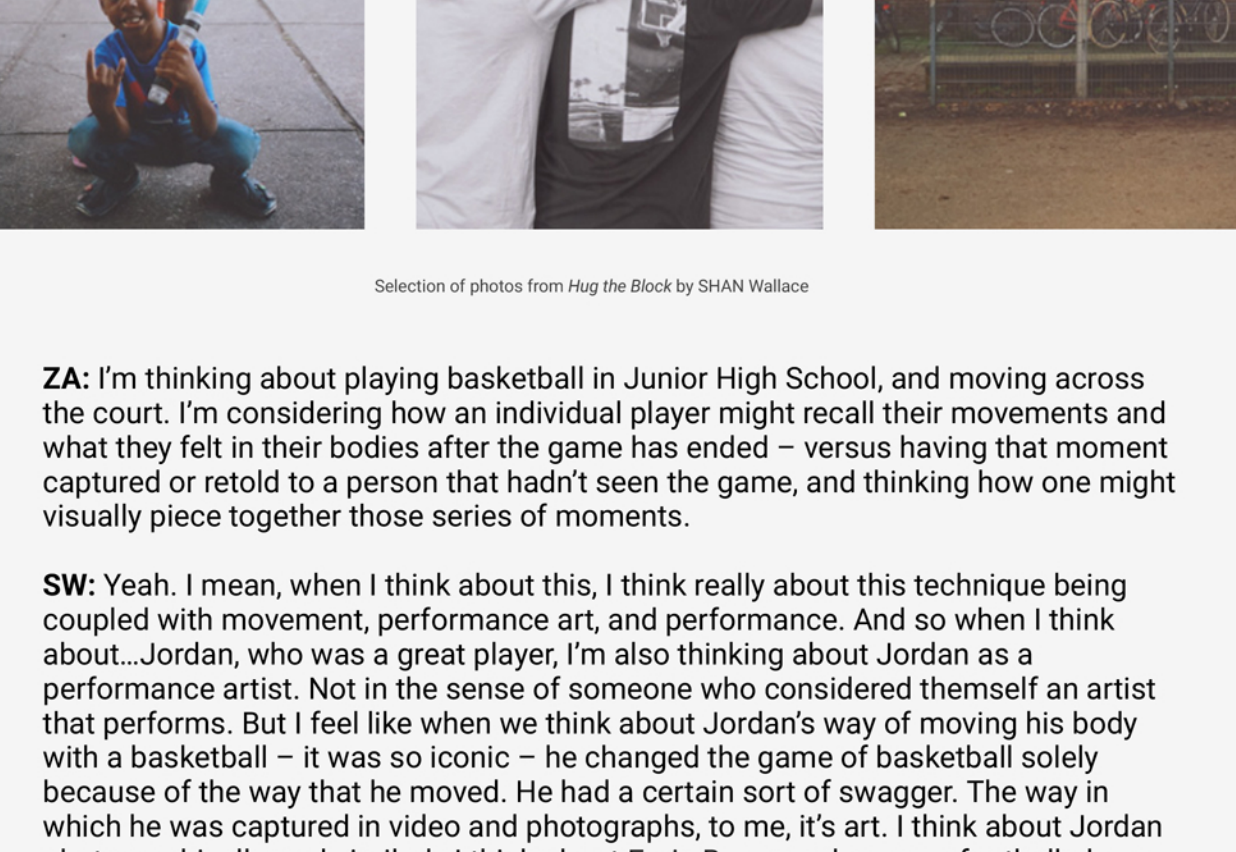 Selection of photos from Hug the Block by SHAN Wallace
ZA: I’m thinking about playing basketball in Junior High School, and moving across
the court. I’m considering how an individual player might recall their movements and
what they felt in their bodies after the game has ended – versus having that moment
captured or retold to a person that hadn’t seen the game, and thinking how one might
visually piece together those series of moments.
SW: Yeah. I mean, when I think about this, I think really about this technique being
coupled with movement, performance art, and performance. And so when I think
about…Jordan, who was a great player, I’m also thinking about Jordan as a
performance artist. Not in the sense of someone who considered themself an artist
that performs. But I feel like when we think about Jordan’s way of moving his body
with a basketball – it was so iconic – he changed the game of basketball solely
because of the way that he moved. He had a certain sort of swagger. The way in
which he was captured in video and photographs, to me, it’s art. I think about Jordan